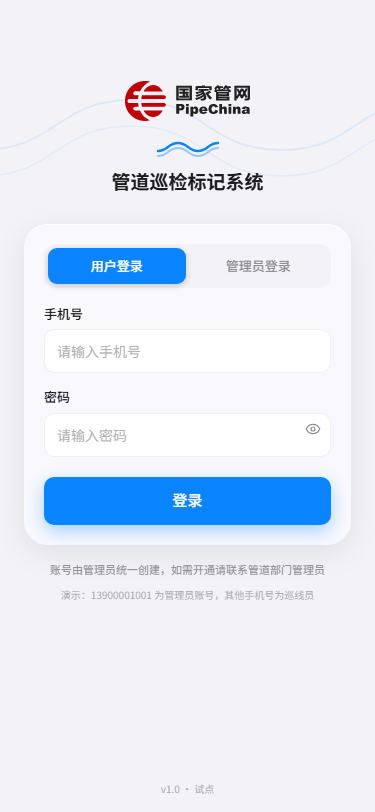 国家管网
PipeChina
管道巡检标记系统
用户登录
管理员登录
手机号
请输入手机号
密码
请输入密码
登录
账号由管理员统一创建，如需开通请联系管道部门管理员
演示：13900001001 为管理员账号，其他手机号为巡线员
v1.0 · 试点